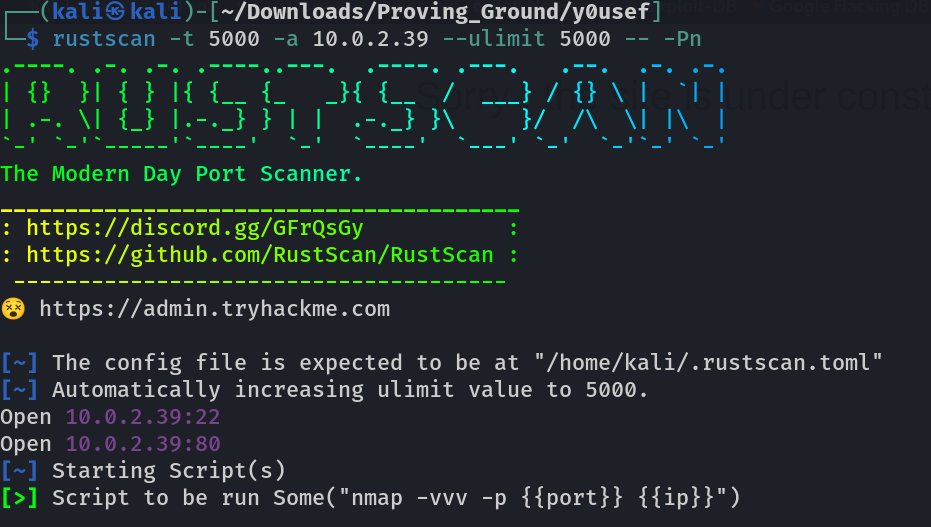 ┌──(kali㉿kali)-[~/Downloads/Proving_Ground/y0usef]
└─$ rustscan -t 5000 -a 10.0.2.39 --ulimit 5000 -- -Pn
.----. .-. .-. .----..---.  .----. .---.   .--.  .-. .-.
| {}  }| { } |{ {__ {_   _}{ {__  /  ___} / {} \ |  `| |
| .-. \| {_} |.-._} } | |  .-._} }\     }/  /\  \| |\  |
`-' `-'`-----'`----'  `-'  `----'  `---' `-'  `-'`-' `-'
The Modern Day Port Scanner.
________________________________________
: https://discord.gg/GFrQsGy           :
: https://github.com/RustScan/RustScan :
 --------------------------------------
😵 https://admin.tryhackme.com
[~] The config file is expected to be at "/home/kali/.rustscan.toml"
[~] Automatically increasing ulimit value to 5000.
Open 10.0.2.39:22
Open 10.0.2.39:80
[~] Starting Script(s)
[>] Script to be run Some("nmap -vvv -p {{port}} {{ip}}")